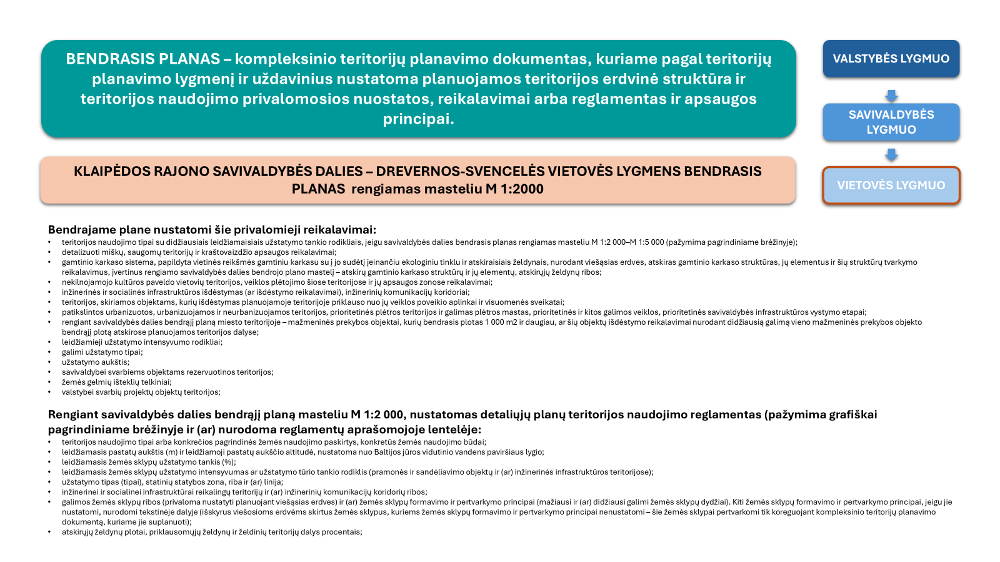 BENDRASIS PLANAS – kompleksinio teritorijų planavimo dokumentas, kuriame pagal teritorijų
planavimo lygmenį ir uždavinius nustatoma planuojamos teritorijos erdvinė struktūra ir
teritorijos naudojimo privalomosios nuostatos, reikalavimai arba reglamentas ir apsaugos
principai.
VALSTYBĖS LYGMUO
SAVIVALDYBĖS
LYGMUO
VIETOVĖS LYGMUO
KLAIPĖDOS RAJONO SAVIVALDYBĖS DALIES – DREVERNOS-SVENCELĖS VIETOVĖS LYGMENS BENDRASIS
PLANAS rengiamas masteliu M 1:2000
Bendrajame plane nustatomi šie privalomieji reikalavimai:
• teritorijos naudojimo tipai su didžiausiais leidžiamaisiais užstatymo tankio rodikliais, jeigu savivaldybės dalies bendrasis planas rengiamas masteliu M 1:2 000–M 1:5 000 (pažymima pagrindiniame brėžinyje);
• detalizuoti miškų, saugomų teritorijų ir kraštovaizdžio apsaugos reikalavimai;
• gamtinio karkaso sistema, papildyta vietinės reikšmės gamtiniu karkasu su į jo sudėtį įeinančiu ekologiniu tinklu ir atskiraisiais želdynais, nurodant viešąsias erdves, atskiras gamtinio karkaso struktūras, jų elementus ir šių struktūrų tvarkymo
reikalavimus, įvertinus rengiamo savivaldybės dalies bendrojo plano mastelį – atskirų gamtinio karkaso struktūrų ir jų elementų, atskirųjų želdynų ribos;
• nekilnojamojo kultūros paveldo vietovių teritorijos, veiklos plėtojimo šiose teritorijose ir jų apsaugos zonose reikalavimai;
• inžinerinės ir socialinės infrastruktūros išdėstymas (ar išdėstymo reikalavimai), inžinerinių komunikacijų koridoriai;
• teritorijos, skiriamos objektams, kurių išdėstymas planuojamoje teritorijoje priklauso nuo jų veiklos poveikio aplinkai ir visuomenės sveikatai;
• patikslintos urbanizuotos, urbanizuojamos ir neurbanizuojamos teritorijos, prioritetinės plėtros teritorijos ir galimas plėtros mastas, prioritetinės ir kitos galimos veiklos, prioritetinės savivaldybės infrastruktūros vystymo etapai;
• rengiant savivaldybės dalies bendrąjį planą miesto teritorijoje – mažmeninės prekybos objektai, kurių bendrasis plotas 1 000 m2 ir daugiau, ar šių objektų išdėstymo reikalavimai nurodant didžiausią galimą vieno mažmeninės prekybos objekto
bendrąjį plotą atskirose planuojamos teritorijos dalyse;
• leidžiamieji užstatymo intensyvumo rodikliai;
• galimi užstatymo tipai;
• užstatymo aukštis;
• savivaldybei svarbiems objektams rezervuotinos teritorijos;
• žemės gelmių išteklių telkiniai;
• valstybei svarbių projektų objektų teritorijos;
Rengiant savivaldybės dalies bendrąjį planą masteliu M 1:2 000, nustatomas detaliųjų planų teritorijos naudojimo reglamentas (pažymima grafiškai
pagrindiniame brėžinyje ir (ar) nurodoma reglamentų aprašomojoje lentelėje:
• teritorijos naudojimo tipai arba konkrečios pagrindinės žemės naudojimo paskirtys, konkretūs žemės naudojimo būdai;
• leidžiamasis pastatų aukštis (m) ir leidžiamoji pastatų aukščio altitudė, nustatoma nuo Baltijos jūros vidutinio vandens paviršiaus lygio;
• leidžiamasis žemės sklypų užstatymo tankis (%);
• leidžiamasis žemės sklypų užstatymo intensyvumas ar užstatymo tūrio tankio rodiklis (pramonės ir sandėliavimo objektų ir (ar) inžinerinės infrastruktūros teritorijose);
• užstatymo tipas (tipai), statinių statybos zona, riba ir (ar) linija;
• inžinerinei ir socialinei infrastruktūrai reikalingų teritorijų ir (ar) inžinerinių komunikacijų koridorių ribos;
• galimos žemės sklypų ribos (privaloma nustatyti planuojant viešąsias erdves) ir (ar) žemės sklypų formavimo ir pertvarkymo principai (mažiausi ir (ar) didžiausi galimi žemės sklypų dydžiai). Kiti žemės sklypų formavimo ir pertvarkymo principai, jeigu jie
nustatomi, nurodomi tekstinėje dalyje (išskyrus viešosioms erdvėms skirtus žemės sklypus, kuriems žemės sklypų formavimo ir pertvarkymo principai nenustatomi – šie žemės sklypai pertvarkomi tik koreguojant kompleksinio teritorijų planavimo
dokumentą, kuriame jie suplanuoti);
• atskirųjų želdynų plotai, priklausomųjų želdynų ir želdinių teritorijų dalys procentais;